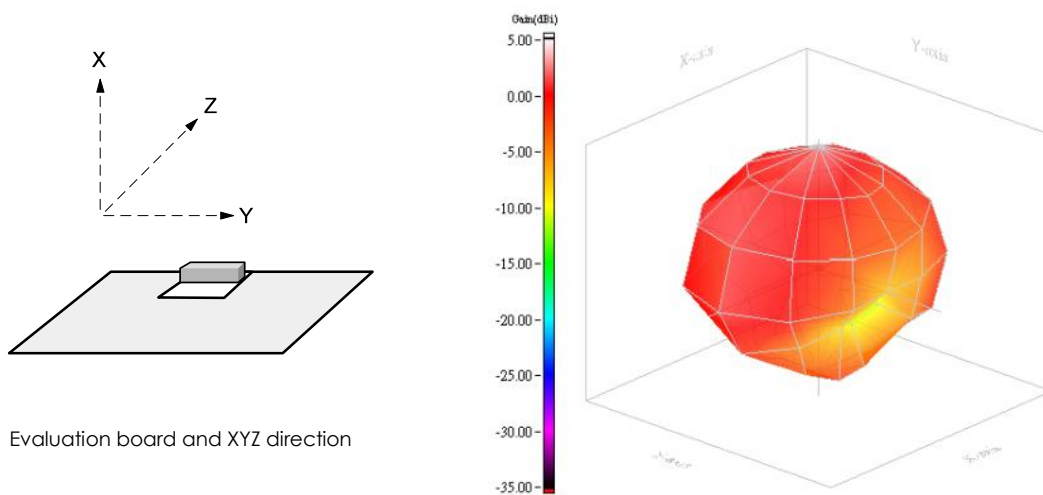 X
Z
Y
Evaluation board and XYZ direction
Gain(dBi)
5.00
0.00
-5.00
-10.00
-15.00
-20.00
-25.00
-30.00
-35.00
X-axis
Y-axis